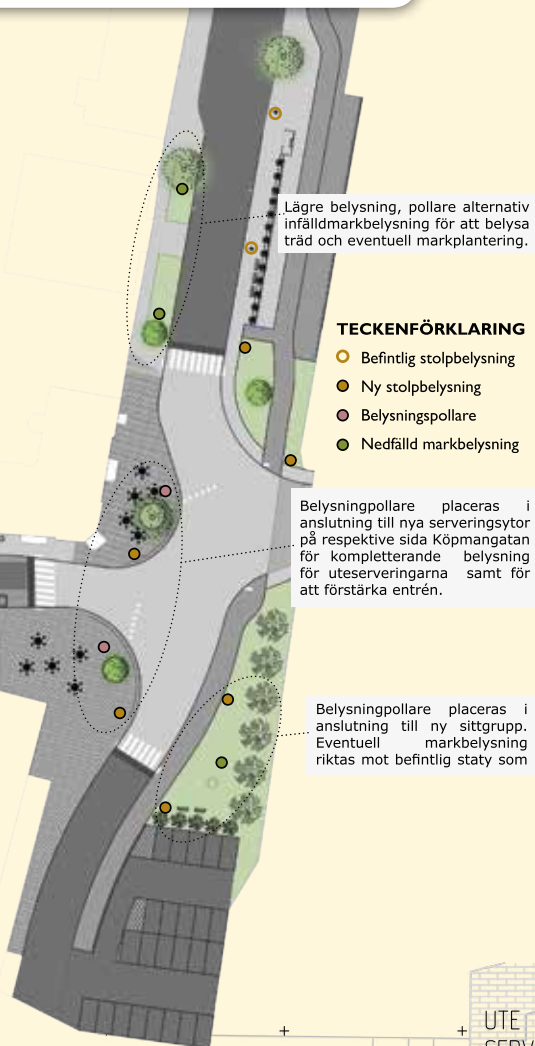 Lägre belysning, pollare alternativ
infälldmarkbelysning för att belysa
träd och eventuell markplantering.
TECKENFÖRKLARING
Befintlig stolpbelysning
Ny stolpbelysning
Belysningspollare
Nedfälld markbelysning
Belysningpollare placeras i
anslutning till nya serveringsytor
på respektive sida Köpmangatan
för kompletterande belysning
för uteserveringarna samt för
att förstärka entrén.
Belysningpollare placeras i
anslutning till ny sittgrupp.
Eventuell markbelysning
riktas mot befintlig staty som
UTE